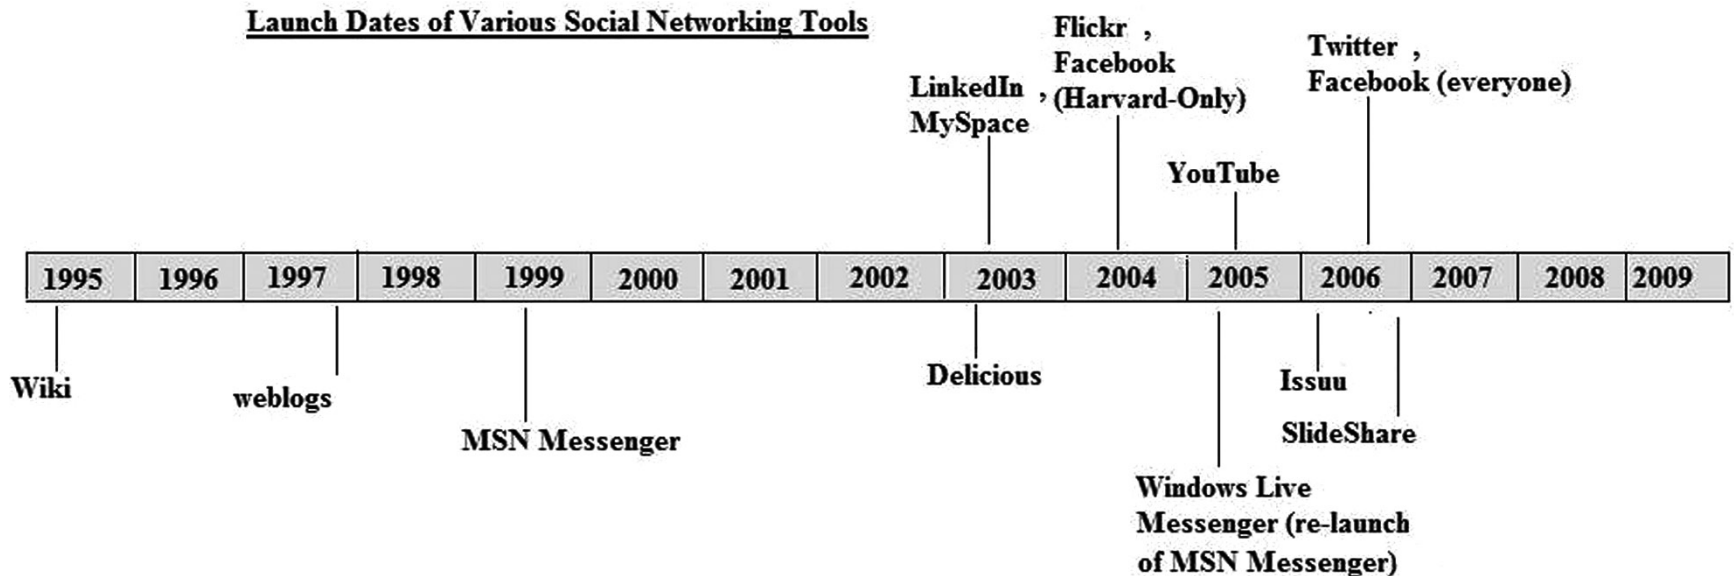 Launch Dates of Various Social Networking Tools
Flickr ,
Facebook
(Harvard-Only)
Twitter ,
Facebook (everyone)
LinkedIn ,
MySpace
YouTube
1995 1996 1997 1998 1999 2000 2001 2002 2003 2004 2005 2006 2007 2008 2009
Wiki
weblogs
MSN Messenger
Delicious
Issuu
SlideShare
Windows Live
Messenger (re-launch
of MSN Messenger)